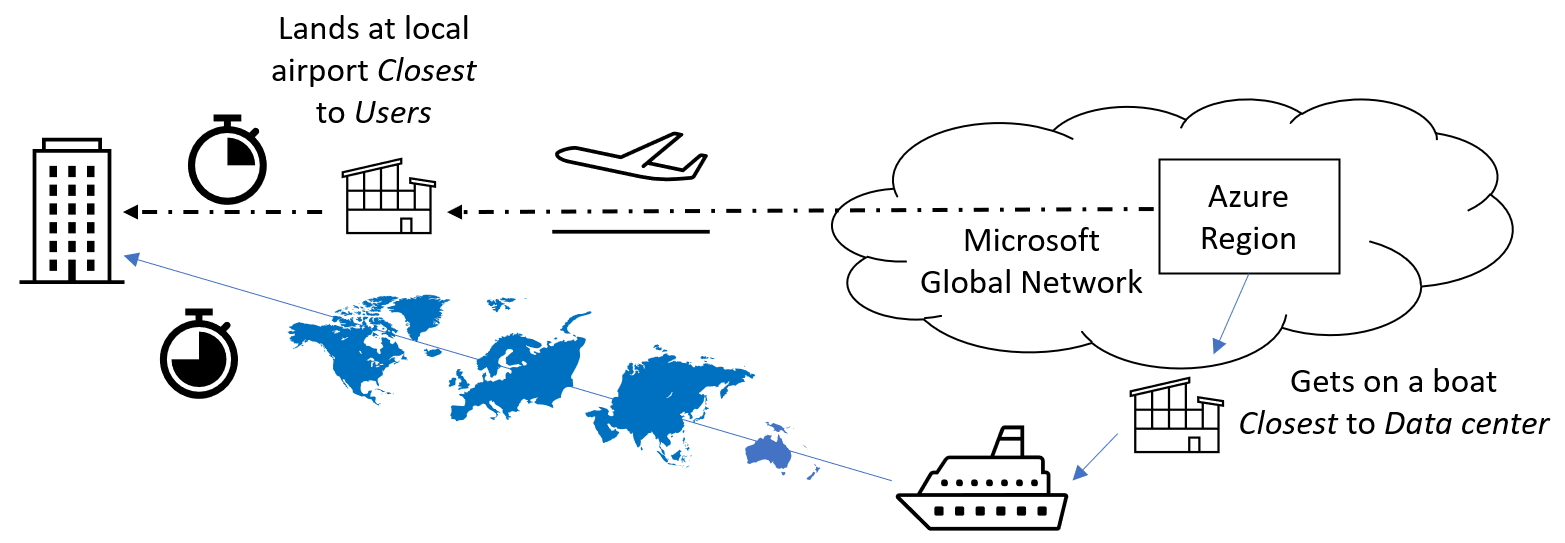 Lands at local
airport Closest
to Users
Azure
Region
Microsoft
Global Network
Gets on a boat
Closest to Data center